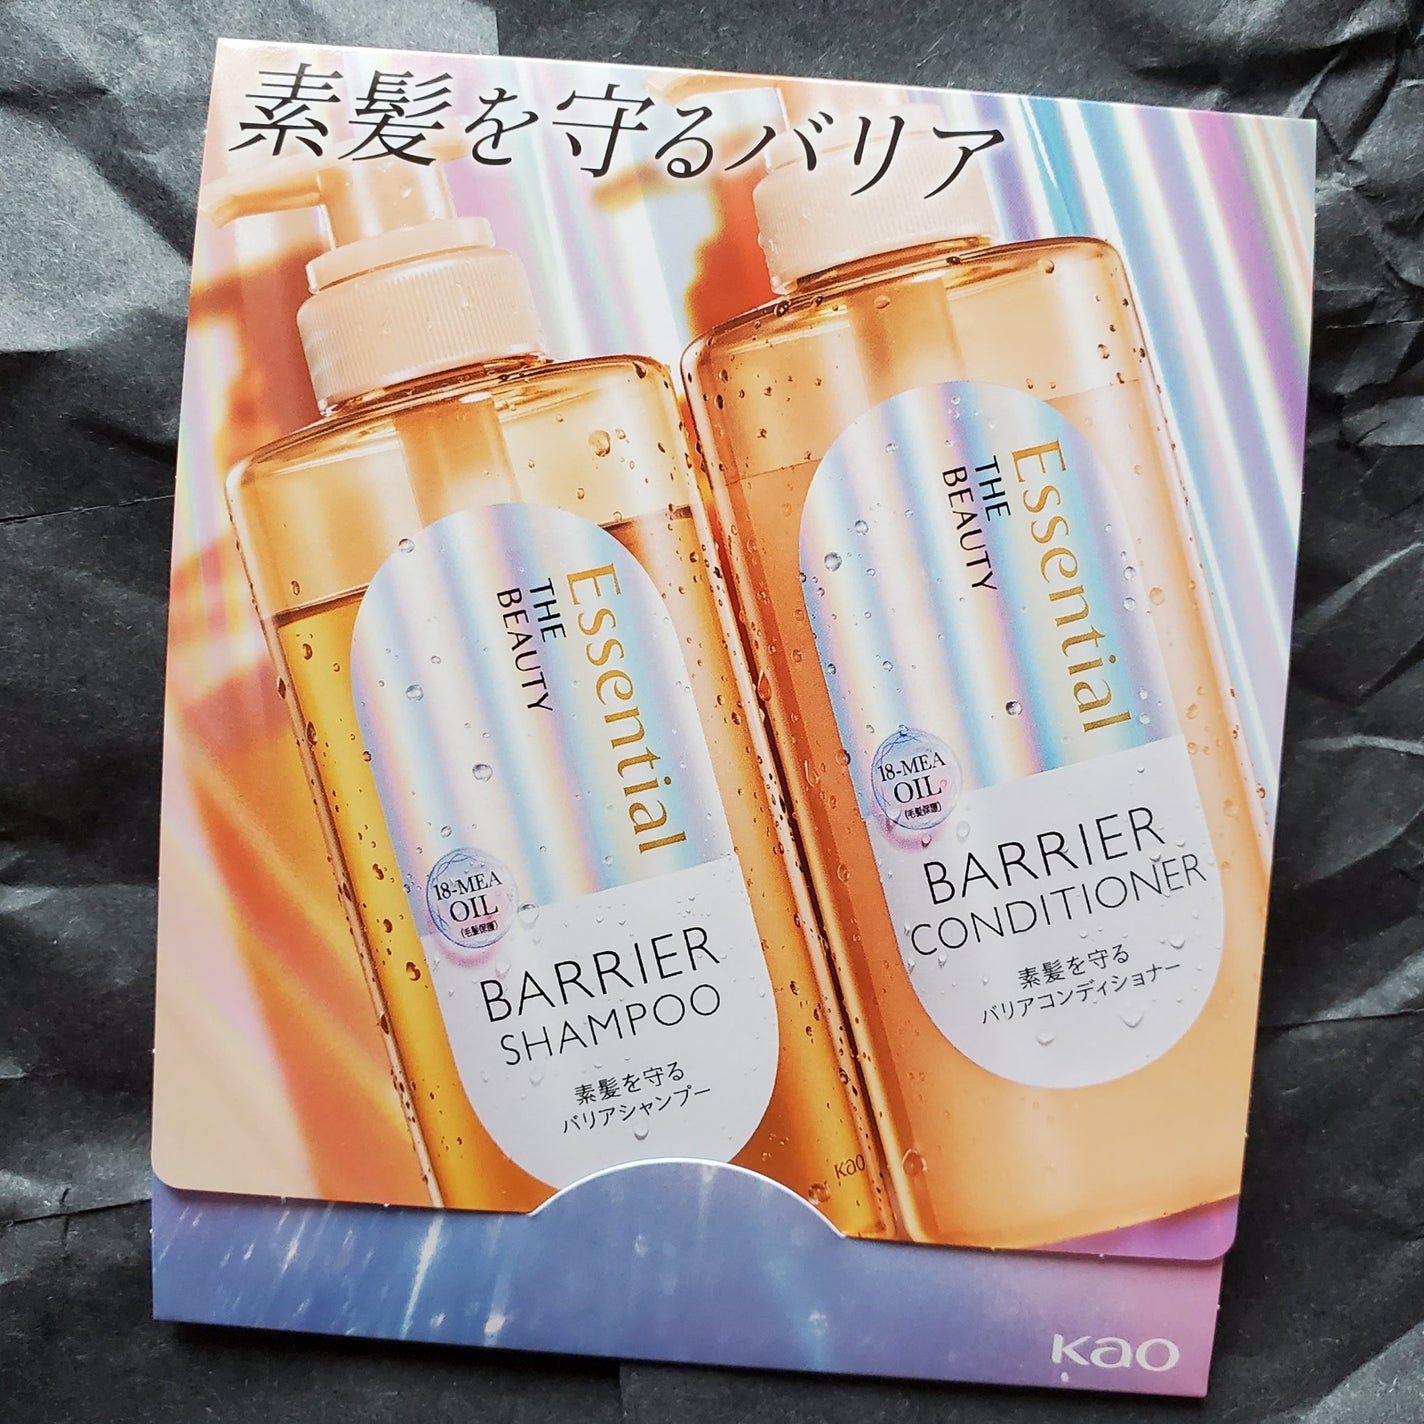 素髪を守るバリア
Essential
THE
BEAUTY
18-MEA
OIL
(毛髪保護)
BARRIER
SHAMPOO
素髪を守る
バリアシャンプー
Essential
THE
BEAUTY
18-MEA
OIL
(毛髪保護)
BARRIER
CONDITIONER
素髪を守る
バリアコンディショナー
Kao
Kao